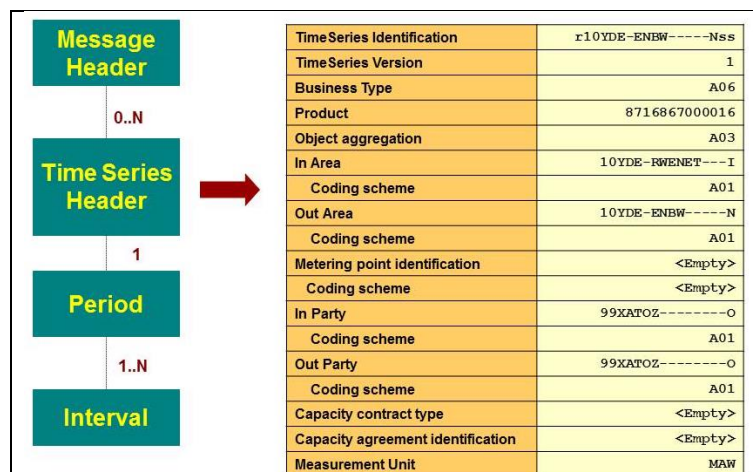 Message
Header
0..N
Time Series
Header
1
Period
1..N
Interval
TimeSeries Identification r10YDE-ENBW-----Nss
TimeSeries Version 1
Business Type A06
Product 8716867000016
Object aggregation A03
In Area 10YDE-RWENET---I
Coding scheme A01
Out Area 10YDE-ENBW-----N
Coding scheme A01
Metering point identification <Empty>
Coding scheme <Empty>
In Party 99XATOZ--------O
Coding scheme A01
Out Party 99XATOZ--------O
Coding scheme A01
Capacity contract type <Empty>
Capacity agreement identification <Empty>
Measurement Unit MAW